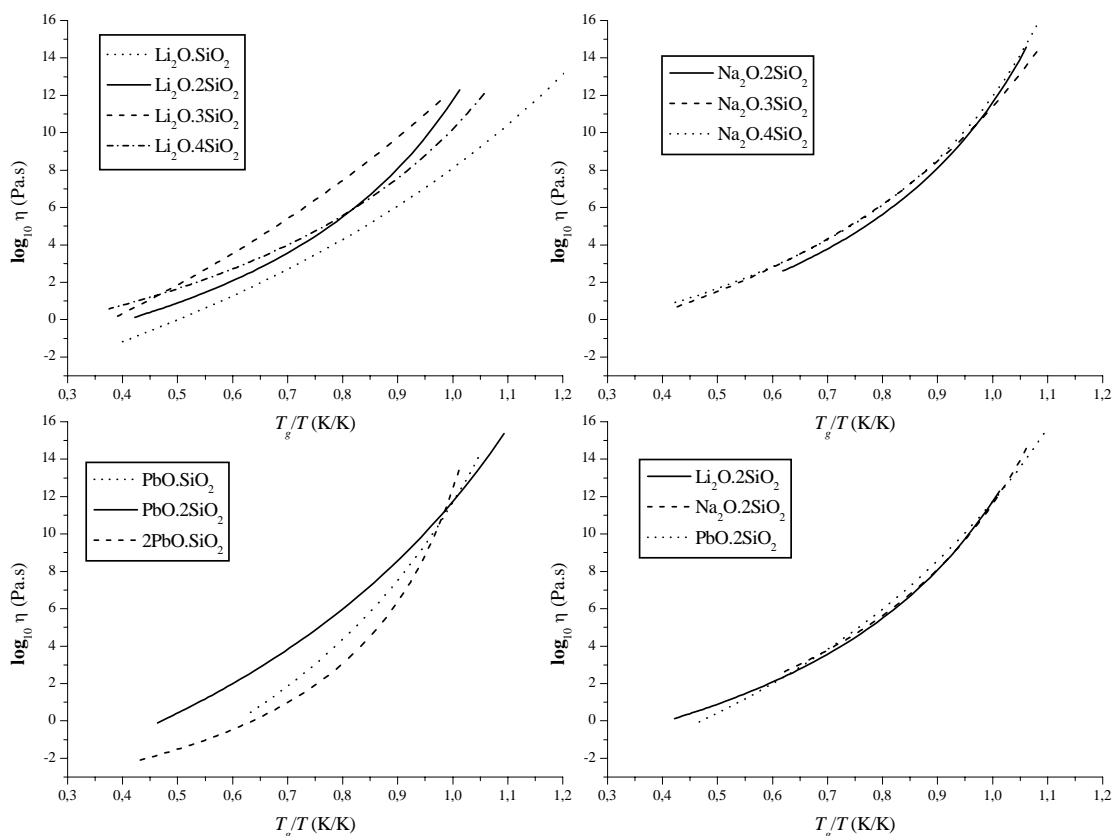 16
14
12
10
8
6
4
2
0
-2
log₁₀ η (Pa.s)
Li₂O.SiO₂
Li₂O.2SiO₂
Li₂O.3SiO₂
Li₂O.4SiO₂
0,3 0,4 0,5 0,6 0,7 0,8 0,9 1,0 1,1 1,2
T_g/T (K/K)
16
14
12
10
8
6
4
2
0
-2
log₁₀ η (Pa.s)
Na₂O.2SiO₂
Na₂O.3SiO₂
Na₂O.4SiO₂
0,3 0,4 0,5 0,6 0,7 0,8 0,9 1,0 1,1 1,2
T_g/T (K/K)
16
14
12
10
8
6
4
2
0
-2
log₁₀ η (Pa.s)
PbO.SiO₂
PbO.2SiO₂
2PbO.SiO₂
0,3 0,4 0,5 0,6 0,7 0,8 0,9 1,0 1,1 1,2
T_g/T (K/K)
16
14
12
10
8
6
4
2
0
-2
log₁₀ η (Pa.s)
Li₂O.2SiO₂
Na₂O.2SiO₂
PbO.2SiO₂
0,3 0,4 0,5 0,6 0,7 0,8 0,9 1,0 1,1 1,2
T_g/T (K/K)